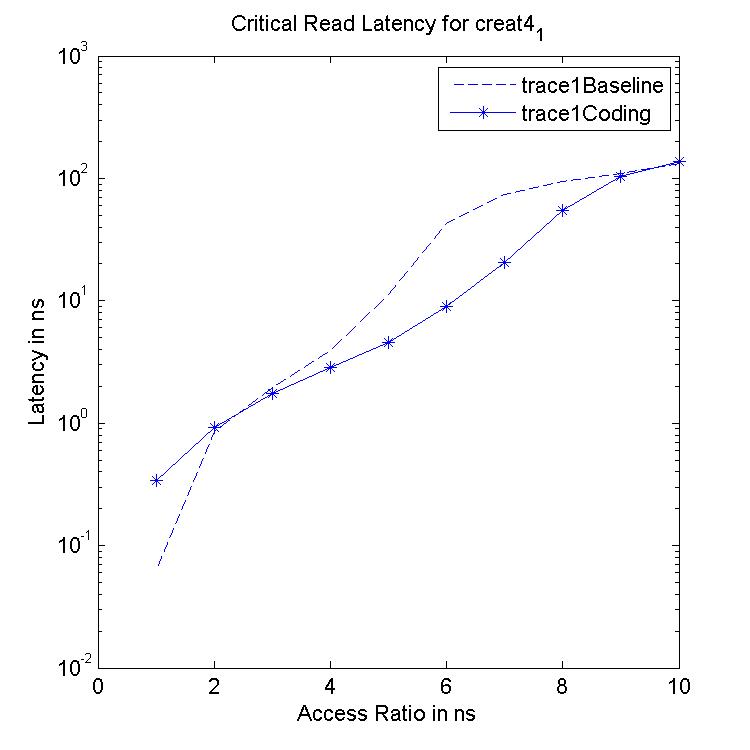 Critical Read Latency for creat4₁
10³
trace1Baseline
trace1Coding
10²
10¹
10⁰
10⁻¹
10⁻²
Latency in ns
0 2 4 6 8 10
Access Ratio in ns